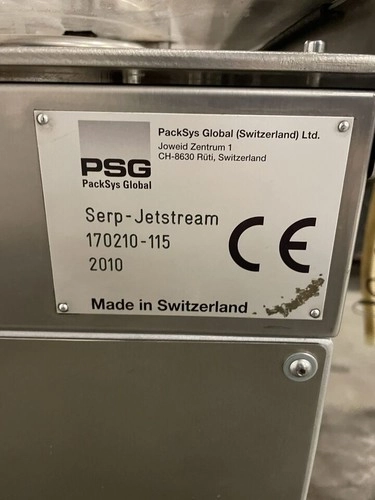 PackSys Global (Switzerland) Ltd.
Joweid Zentrum 1
CH-8630 Rüti, Switzerland
PSG
PackSys Global
Serp-Jetstream
170210-115
2010
CE
Made in Switzerland